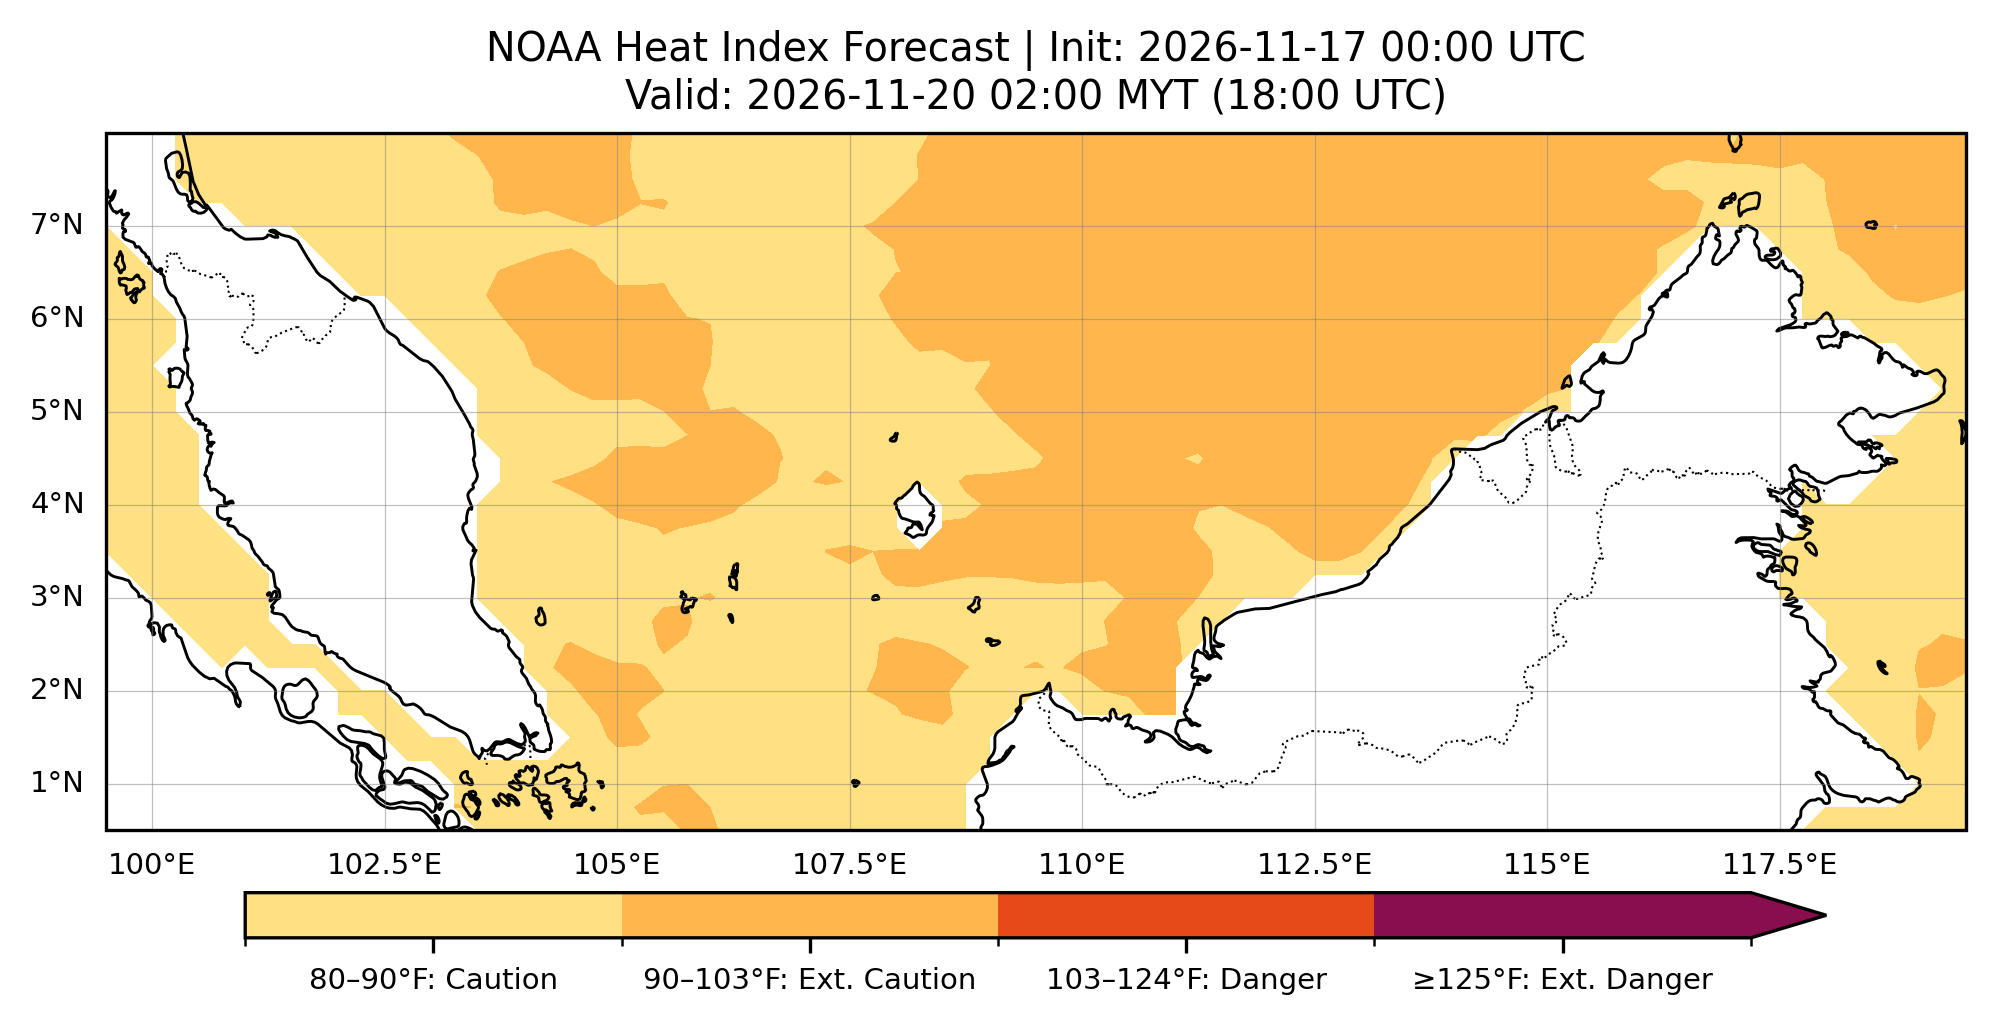 NOAA Heat Index Forecast | Init: 2026-11-17 00:00 UTC
Valid: 2026-11-20 02:00 MYT (18:00 UTC)
7°N
6°N
5°N
4°N
3°N
2°N
1°N
100°E 102.5°E 105°E 107.5°E 110°E 112.5°E 115°E 117.5°E
80–90°F: Caution 90–103°F: Ext. Caution 103–124°F: Danger ≥125°F: Ext. Danger